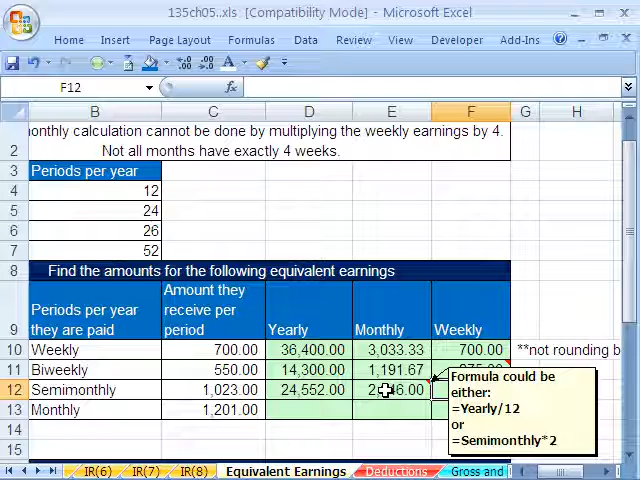 135ch05..xls [Compatibility Mode] - Microsoft Excel
Home Insert Page Layout Formulas Data Review View Developer Add-Ins
F12 fx
B C D E F G H
onthly calculation cannot be done by multiplying the weekly earnings by 4.
2 Not all months have exactly 4 weeks.
3 Periods per year
4 12
5 24
6 26
7 52
8 Find the amounts for the following equivalent earnings
Amount they
Periods per year receive per
9 they are paid period Yearly Monthly Weekly
10 Weekly 700.00 36,400.00 3,033.33 700.00 **not rounding b
11 Biweekly 550.00 14,300.00 1,191.67
12 Semimonthly 1,023.00 24,552.00
13 Monthly 1,201.00
14
15
Formula could be
either:
=Yearly/12
or
=Semimonthly*2
IR(6) IR(7) IR(8) Equivalent Earnings Deductions Gross and